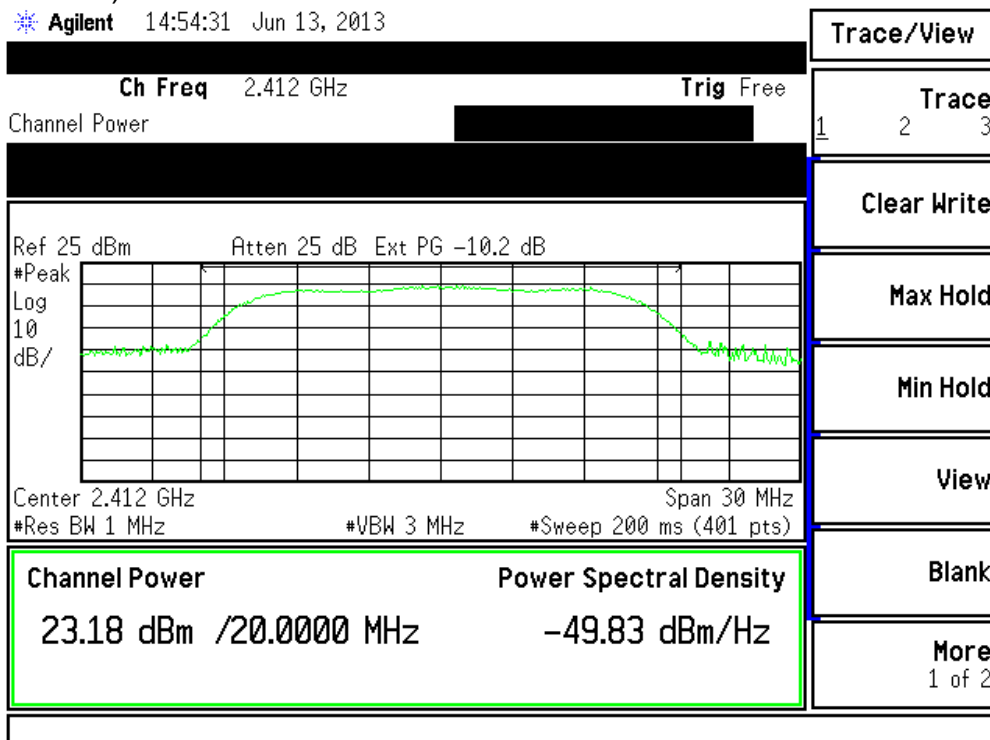 Agilent 14:54:31 Jun 13, 2013
Trace/View
Ch Freq 2.412 GHz Trig Free
Channel Power
Trace
1 2 3
Clear Write
Ref 25 dBm Atten 25 dB Ext PG -10.2 dB
#Peak
Log
10
dB/
Max Hold
Min Hold
View
Center 2.412 GHz Span 30 MHz
#Res BW 1 MHz #VBW 3 MHz #Sweep 200 ms (401 pts)
Channel Power Power Spectral Density
23.18 dBm /20.0000 MHz -49.83 dBm/Hz
Blank
More
1 of 2